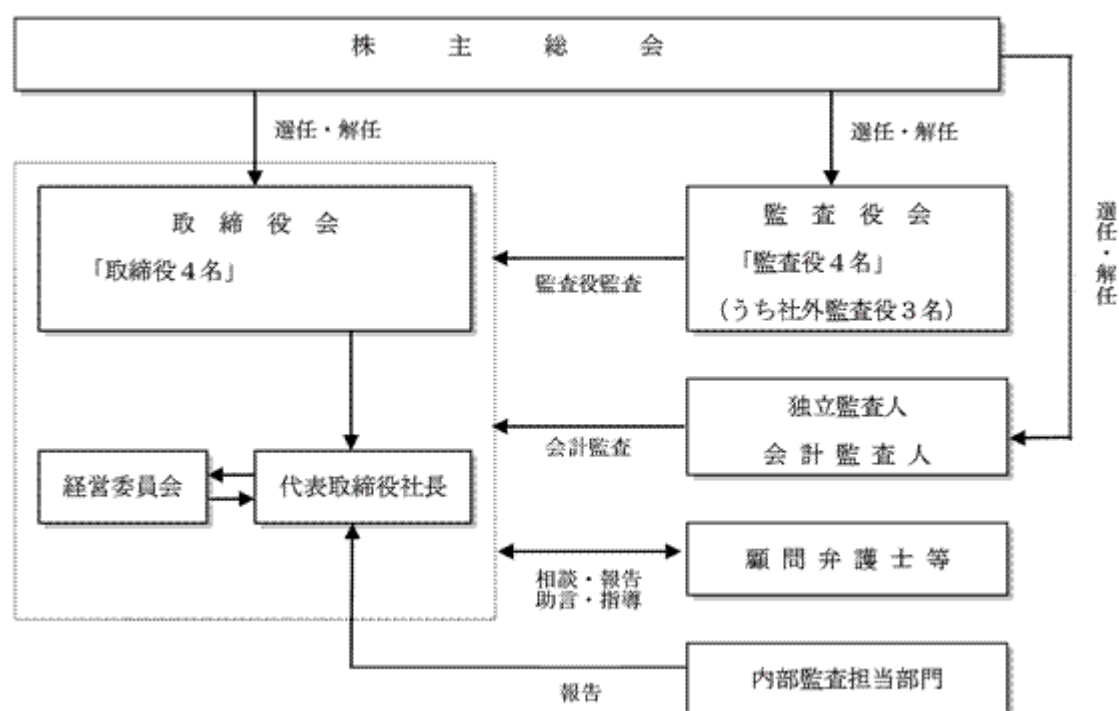 株主総会
選任・解任
選任・解任
選任・解任
取締役会
「取締役４名」
監査役会
「監査役４名」
（うち社外監査役３名）
監査役監査
独立監査人
会計監査人
会計監査
経営委員会
代表取締役社長
顧問弁護士等
相談・報告
助言・指導
内部監査担当部門
報告